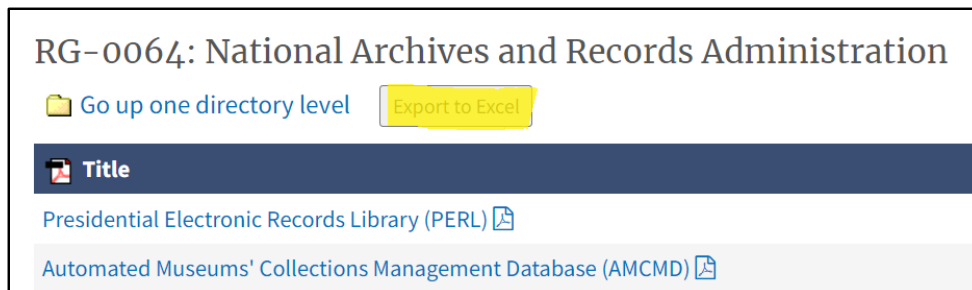 RG-0064: National Archives and Records Administration
Go up one directory level Export to Excel
Title
Presidential Electronic Records Library (PERL)
Automated Museums' Collections Management Database (AMCMD)